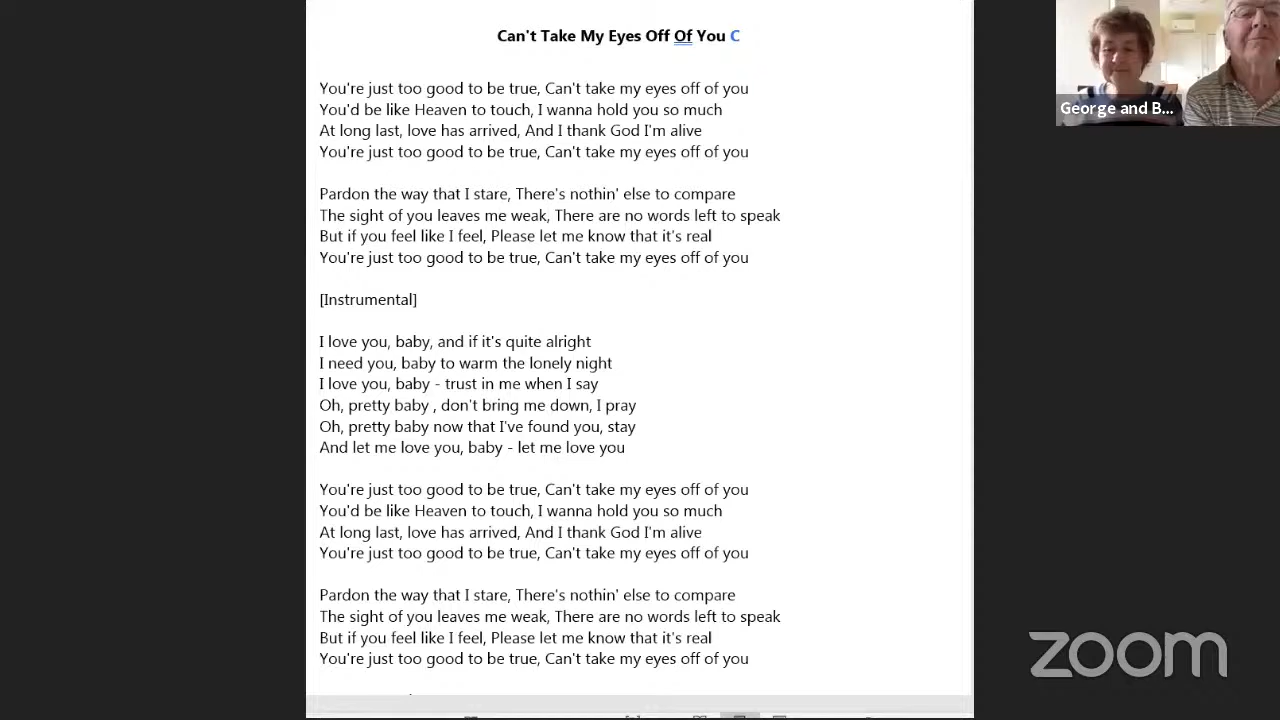 Can't Take My Eyes Off Of You C
You're just too good to be true, Can't take my eyes off of you
You'd be like Heaven to touch, I wanna hold you so much
At long last, love has arrived, And I thank God I'm alive
You're just too good to be true, Can't take my eyes off of you
Pardon the way that I stare, There's nothin' else to compare
The sight of you leaves me weak, There are no words left to speak
But if you feel like I feel, Please let me know that it's real
You're just too good to be true, Can't take my eyes off of you
[Instrumental]
I love you, baby, and if it's quite alright
I need you, baby to warm the lonely night
I love you, baby - trust in me when I say
Oh, pretty baby , don't bring me down, I pray
Oh, pretty baby now that I've found you, stay
And let me love you, baby - let me love you
You're just too good to be true, Can't take my eyes off of you
You'd be like Heaven to touch, I wanna hold you so much
At long last, love has arrived, And I thank God I'm alive
You're just too good to be true, Can't take my eyes off of you
Pardon the way that I stare, There's nothin' else to compare
The sight of you leaves me weak, There are no words left to speak
But if you feel like I feel, Please let me know that it's real
You're just too good to be true, Can't take my eyes off of you
George and B...
zoom